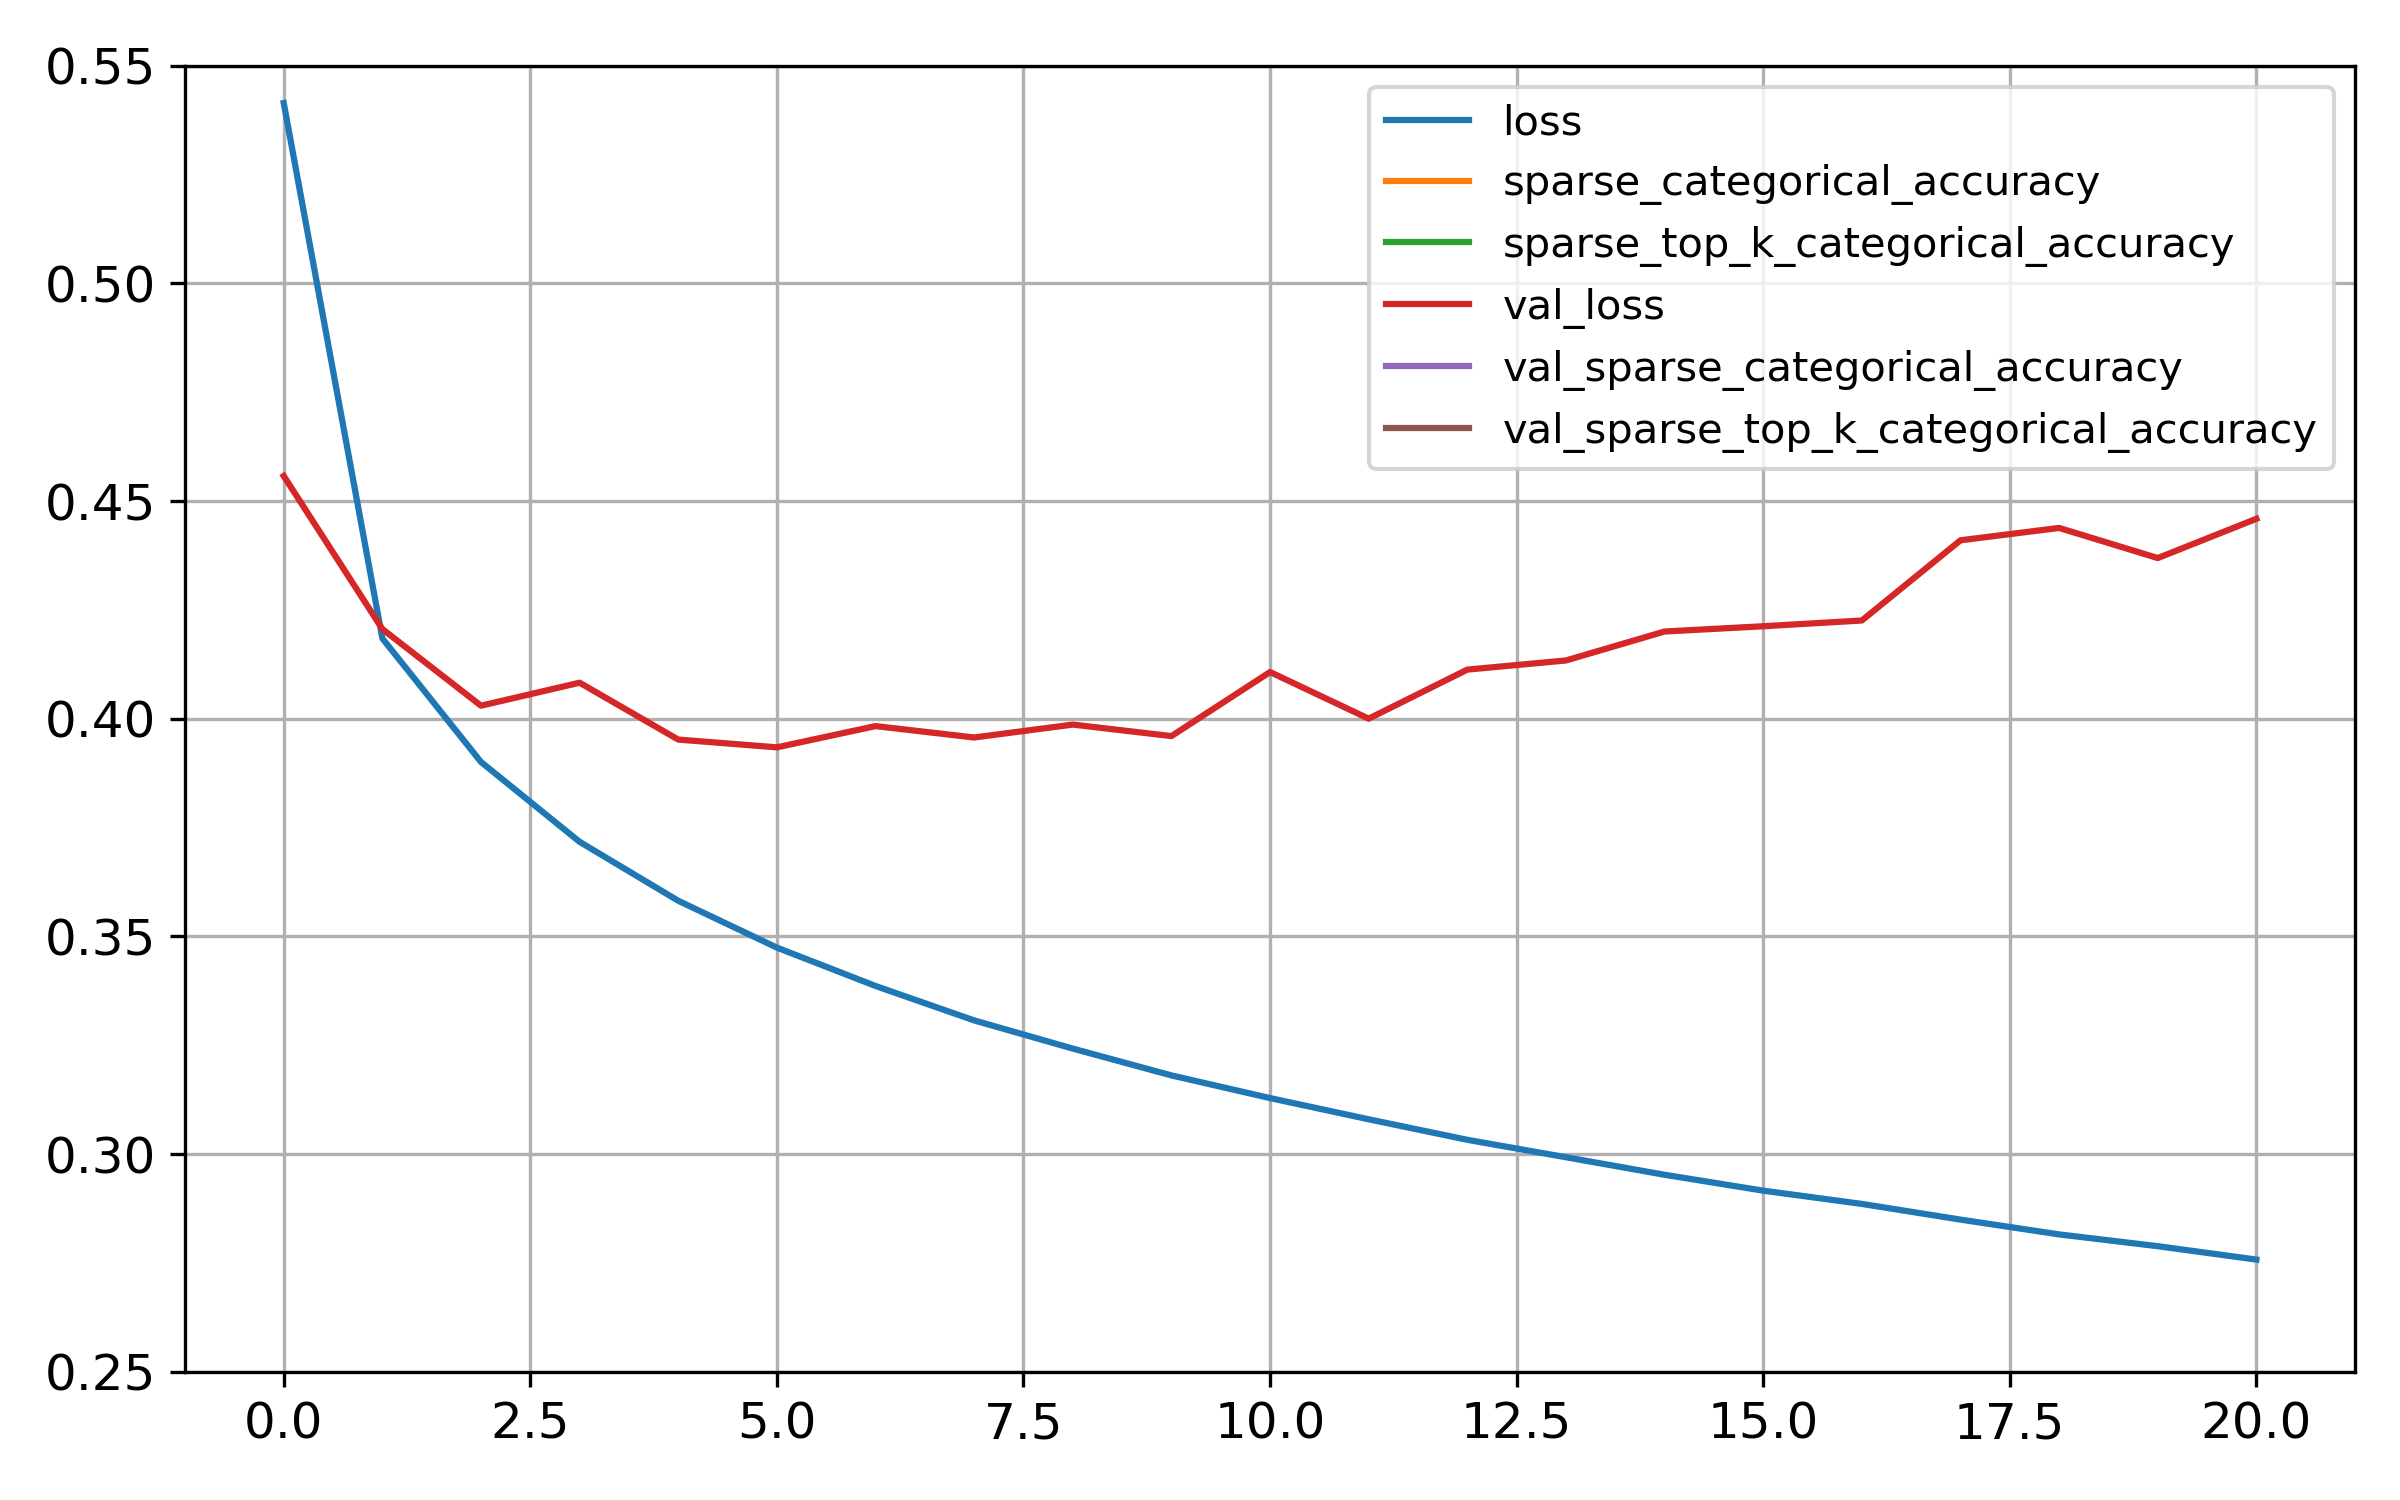 0.55
0.50
0.45
0.40
0.35
0.30
0.25
0.0 2.5 5.0 7.5 10.0 12.5 15.0 17.5 20.0
loss
sparse_categorical_accuracy
sparse_top_k_categorical_accuracy
val_loss
val_sparse_categorical_accuracy
val_sparse_top_k_categorical_accuracy